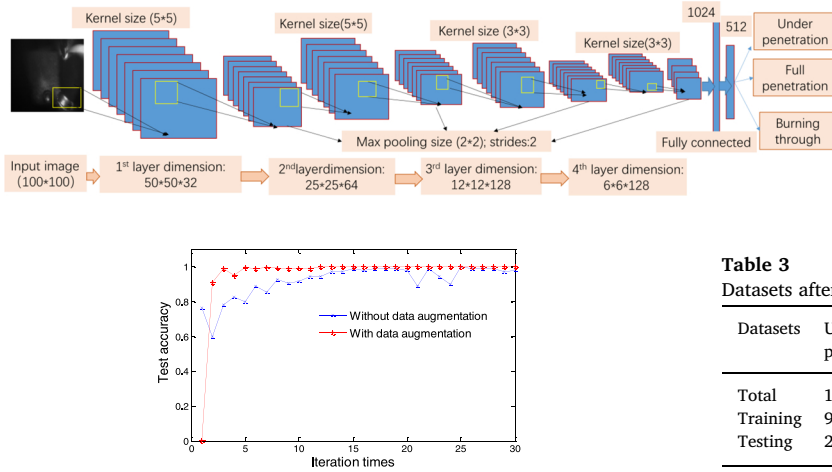 Kernel size (5*5)
Kernel size(5*5)
Kernel size (3*3)
Kernel size(3*3)
1024
512
Under
penetration
Full
penetration
Burning
through
Max pooling size (2*2); strides:2
Fully connected
Input image
(100*100)
1st layer dimension:
50*50*32
2ndlayerdimension:
25*25*64
3rd layer dimension:
12*12*128
4th layer dimension:
6*6*128
Test accuracy
1
0.8
0.6
0.4
0.2
0
Without data augmentation
With data augmentation
0 5 10 15 20 25 30
Iteration times
Table 3
Datasets after
Datasets
Total 1
Training 9
Testing 2